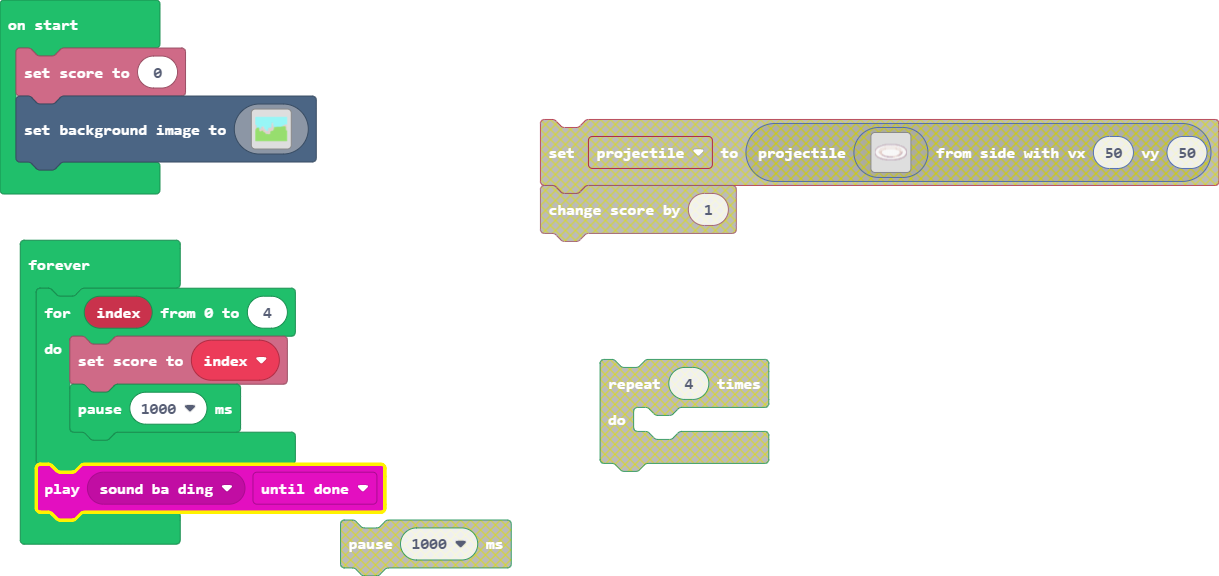 on start
set score to 0
set background image to
set projectile to projectile from side with vx 50 vy 50
change score by 1
forever
for index from 0 to 4
do
set score to index
pause 1000 ms
play sound ba ding until done
repeat 4 times
do
pause 1000 ms